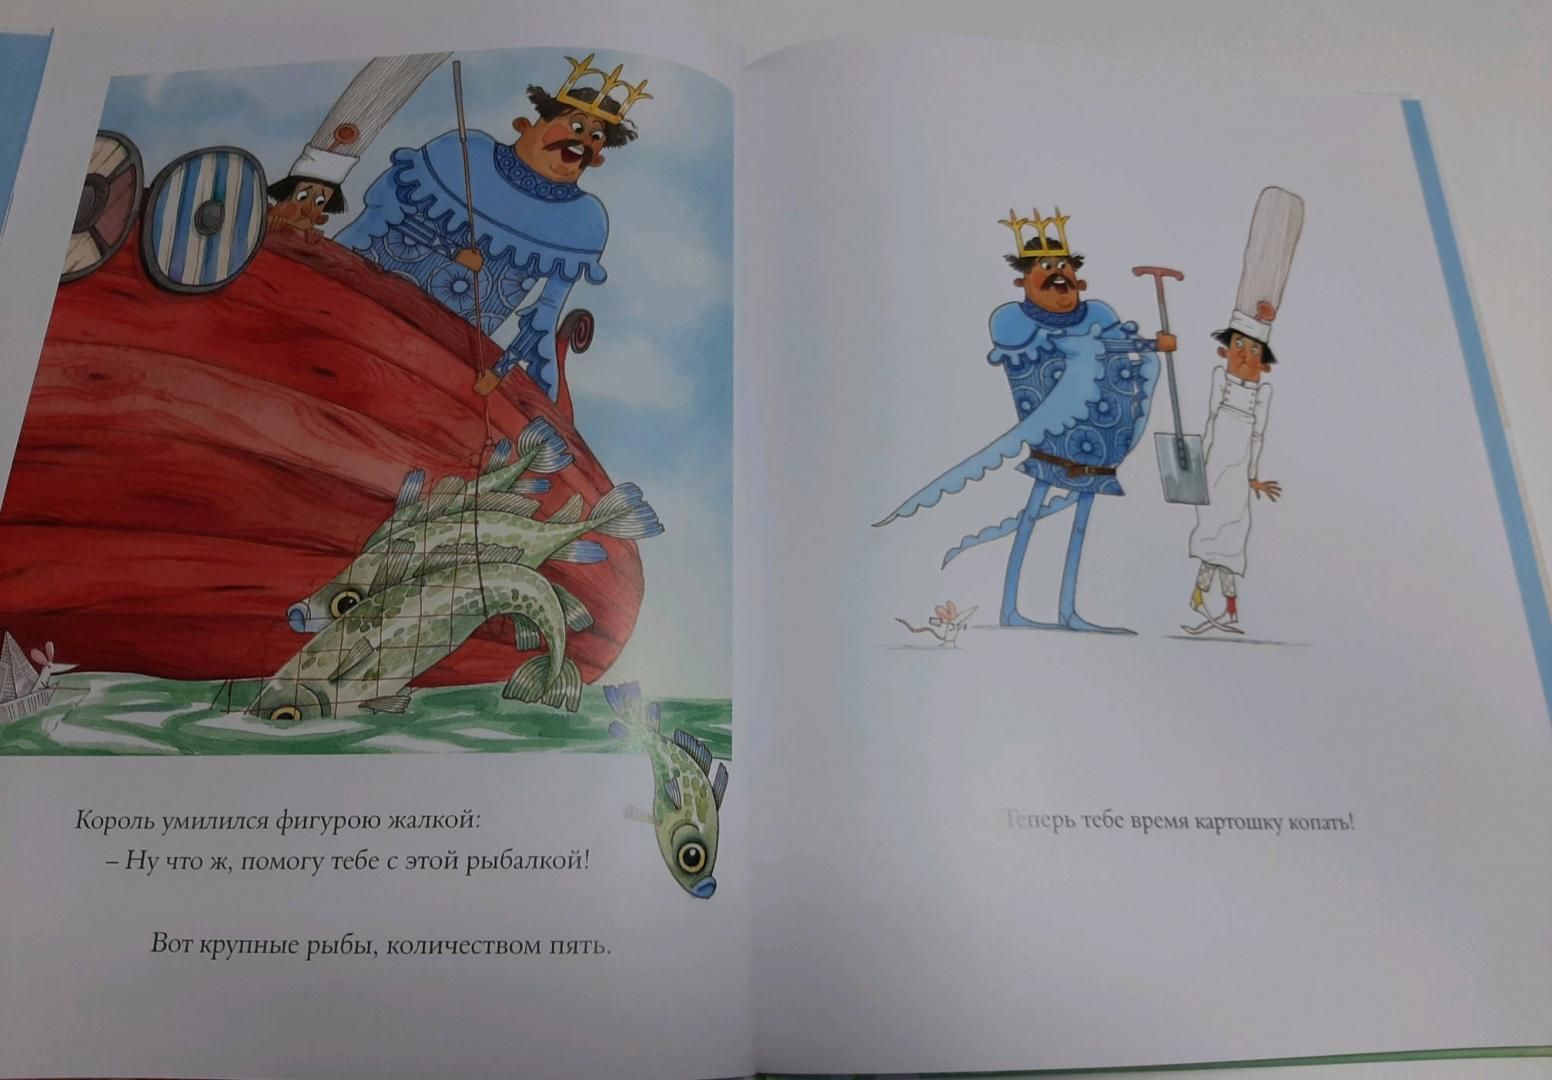 Король умилился фигурою жалкой:
– Ну что ж, помогу тебе с этой рыбалкой!
Вот крупные рыбы, количеством пять.
Теперь тебе время картошку копать!